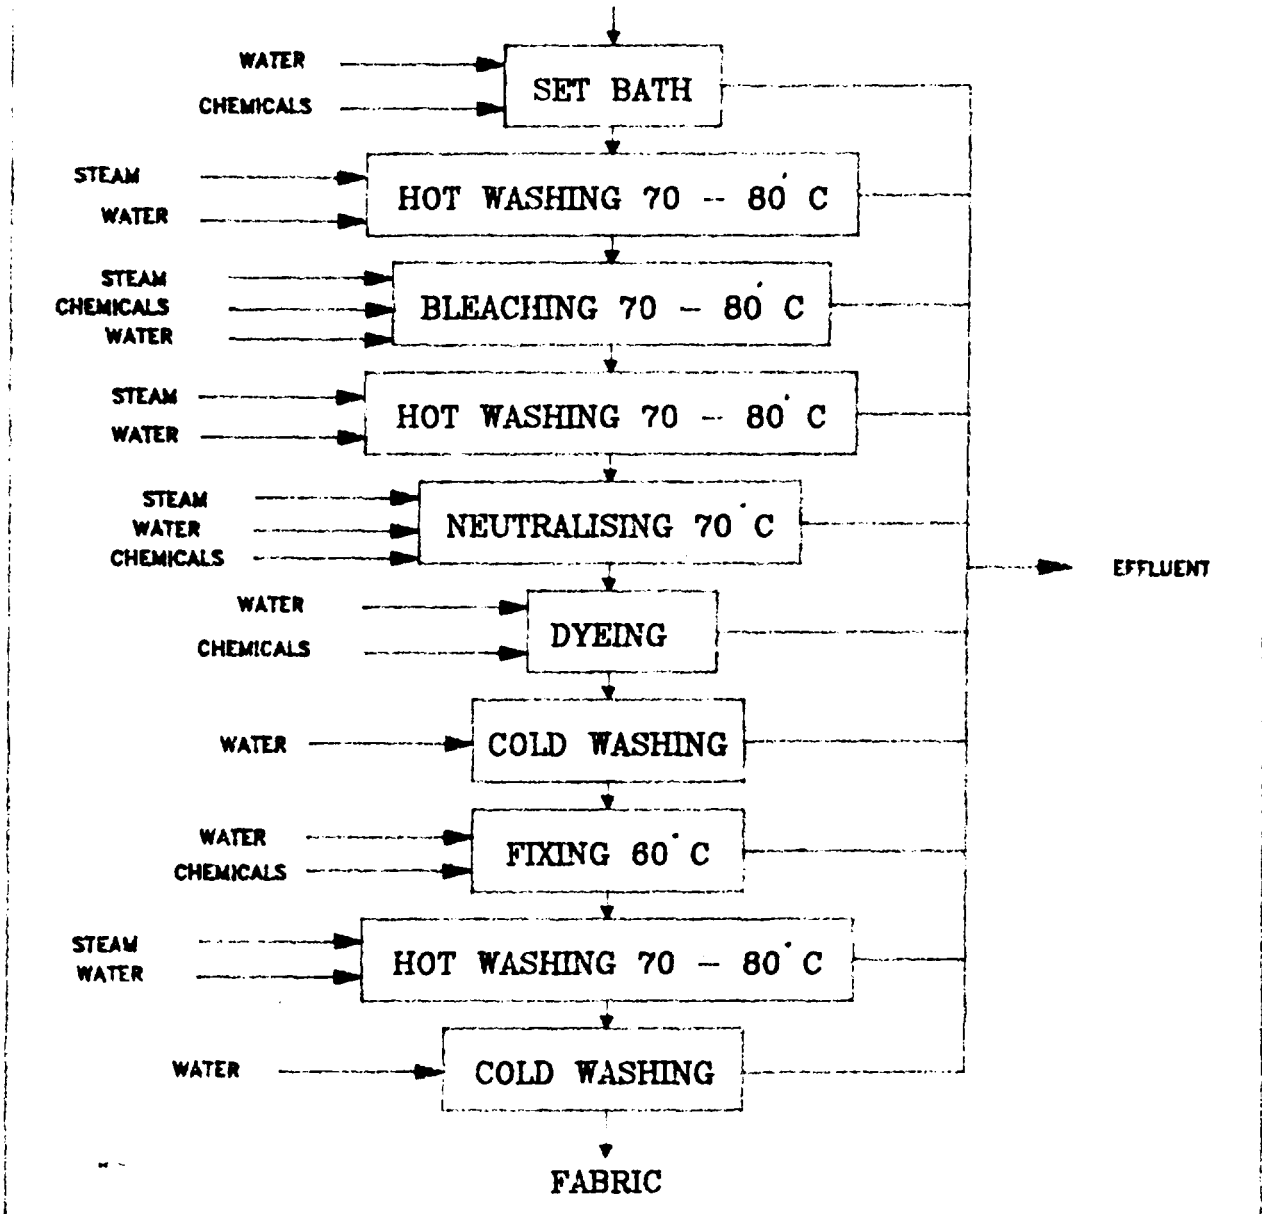 WATER
CHEMICALS
SET BATH
STEAM
WATER
HOT WASHING 70 - 80° C
STEAM
CHEMICALS
WATER
BLEACHING 70 - 80° C
STEAM
WATER
HOT WASHING 70 - 80° C
STEAM
WATER
CHEMICALS
NEUTRALISING 70° C
EFFLUENT
WATER
CHEMICALS
DYEING
WATER
COLD WASHING
WATER
CHEMICALS
FIXING 60° C
STEAM
WATER
HOT WASHING 70 - 80° C
WATER
COLD WASHING
FABRIC